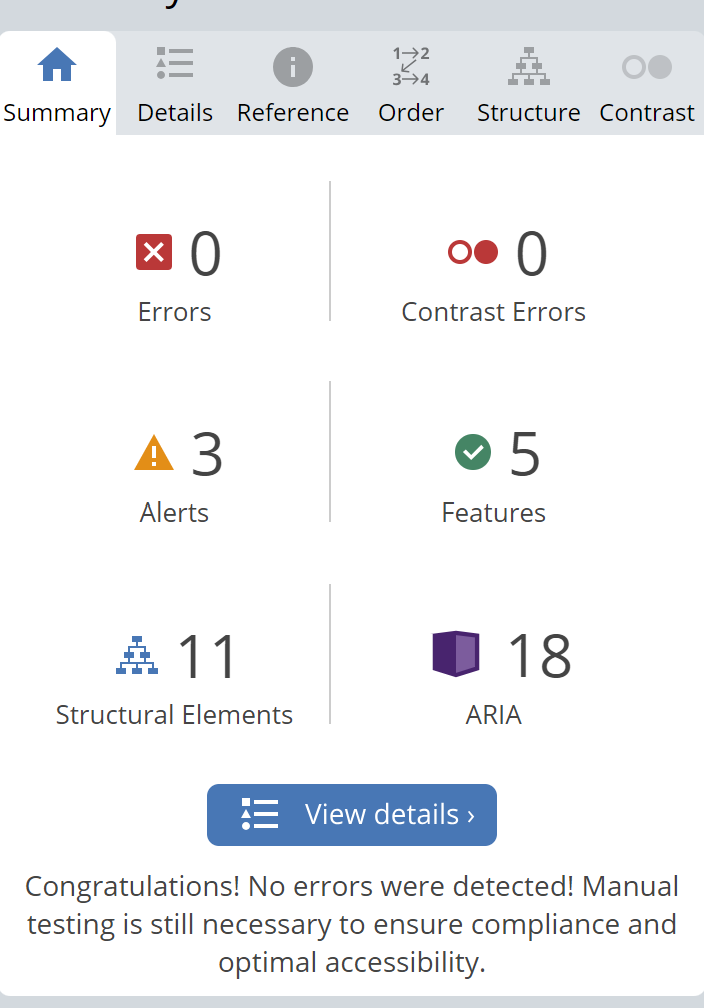 Summary Details Reference Order Structure Contrast
1→2
3→4
0 0
Errors Contrast Errors
3 5
Alerts Features
11 18
Structural Elements ARIA
View details ›
Congratulations! No errors were detected! Manual
testing is still necessary to ensure compliance and
optimal accessibility.